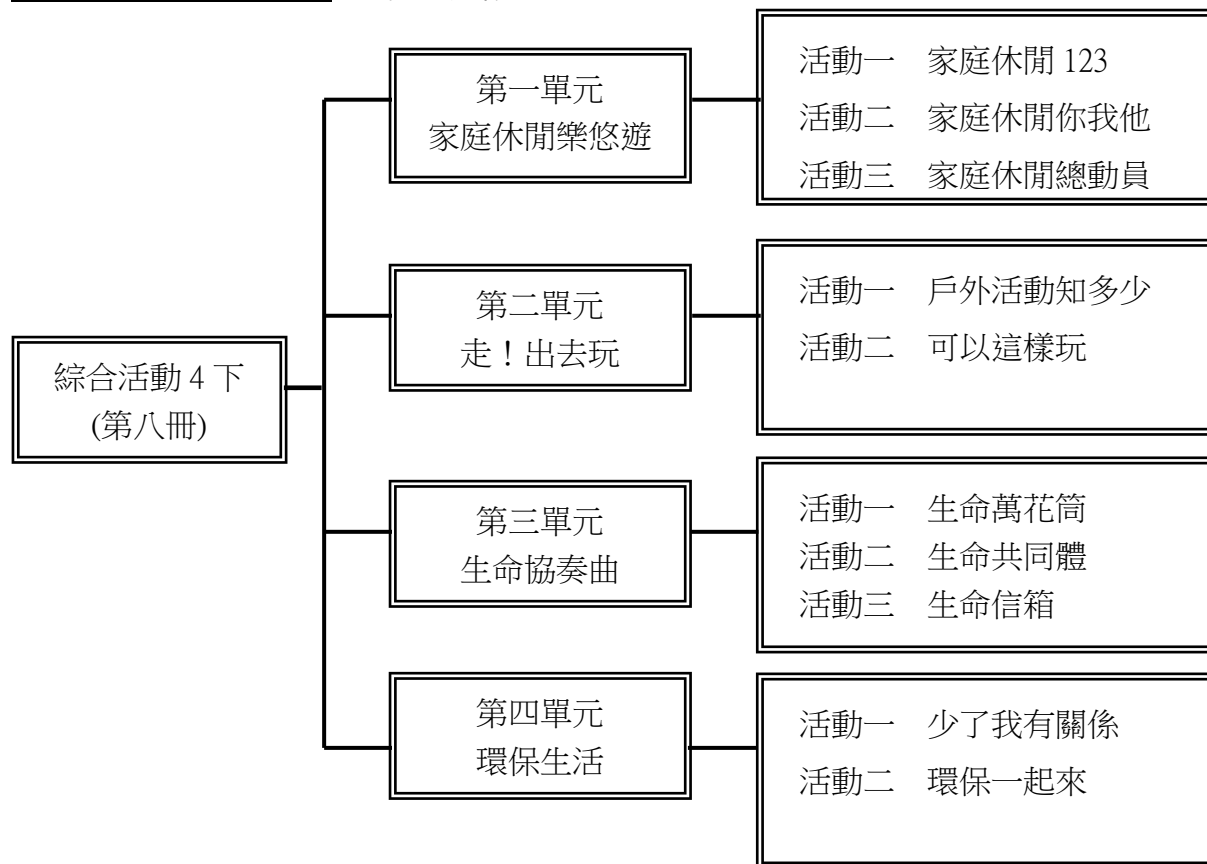 綜合活動 4 下
(第八冊)
第一單元
家庭休閒樂悠遊
活動一　家庭休閒 123
活動二　家庭休閒你我他
活動三　家庭休閒總動員
第二單元
走！出去玩
活動一　戶外活動知多少
活動二　可以這樣玩
第三單元
生命協奏曲
活動一　生命萬花筒
活動二　生命共同體
活動三　生命信箱
第四單元
環保生活
活動一　少了我有關係
活動二　環保一起來